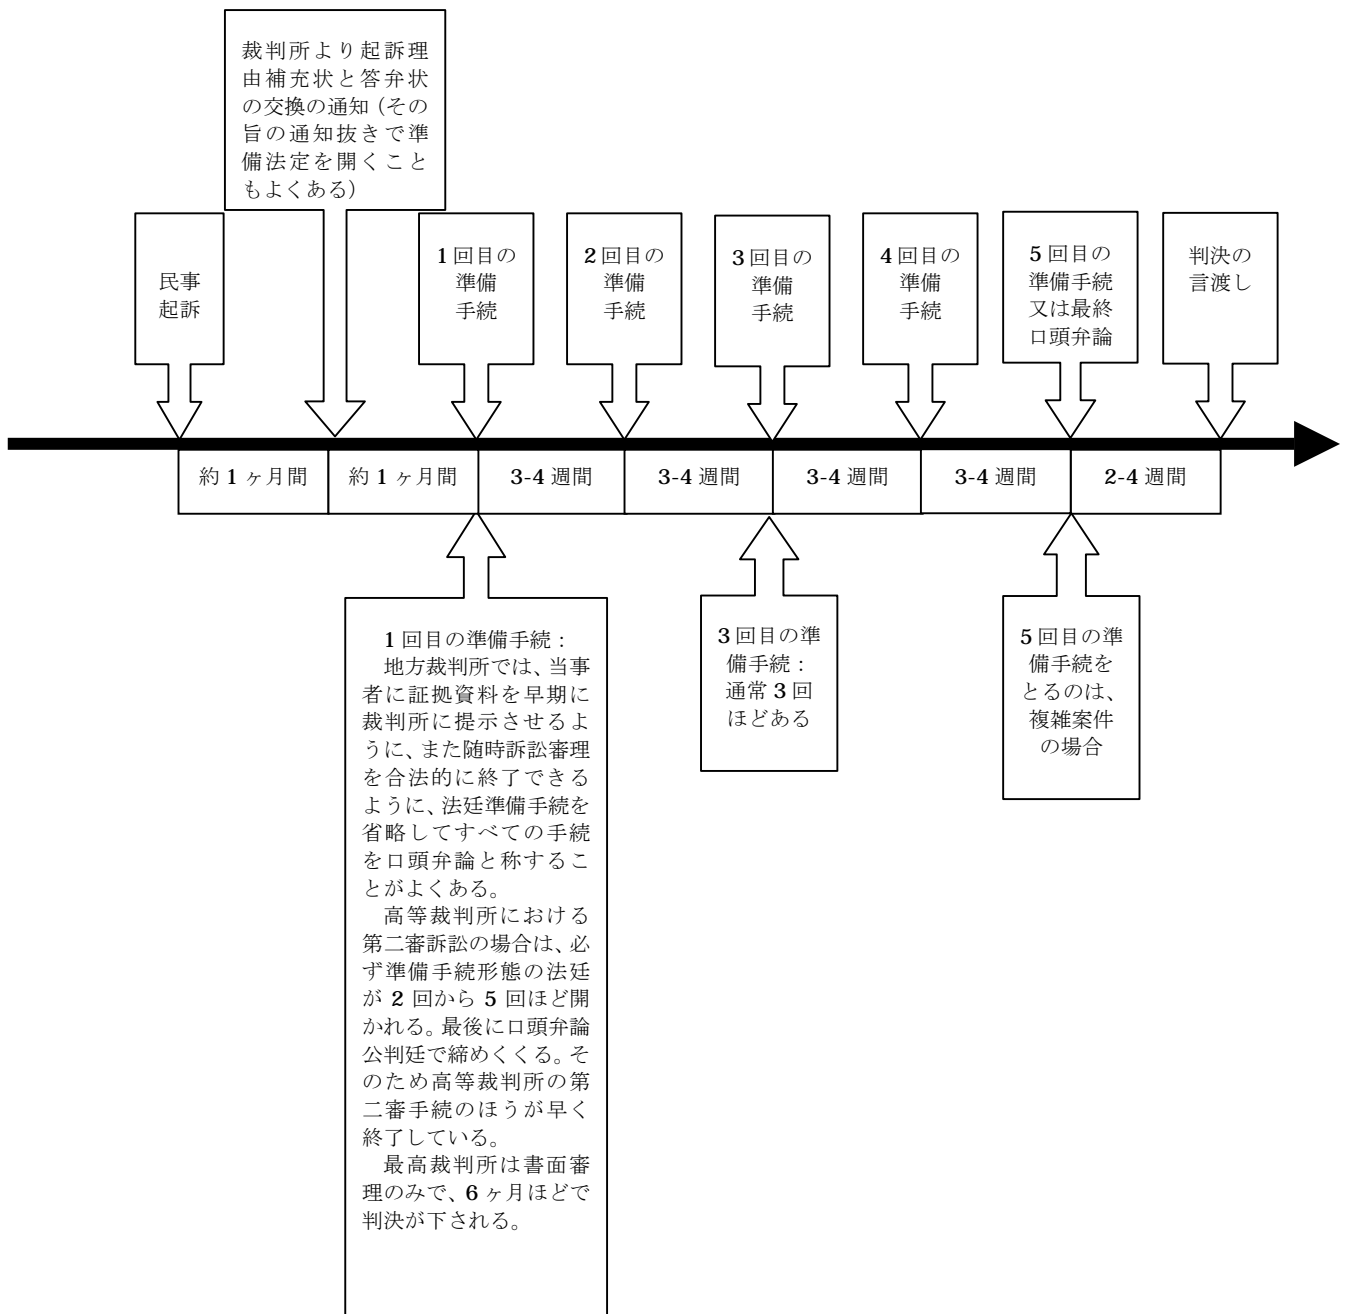 裁判所より起訴理
由補充状と答弁状
の交換の通知（その
旨の通知抜きで準
備法定を開くこと
もよくある）
民事
起訴
1 回目の
準備
手続
2 回目の
準備
手続
3 回目の
準備
手続
4 回目の
準備
手続
5 回目の
準備手続
又は最終
口頭弁論
判決の
言渡し
約 1 ヶ月間
約 1 ヶ月間
3-4 週間
3-4 週間
3-4 週間
3-4 週間
2-4 週間
1 回目の準備手続：
地方裁判所では、当事
者に証拠資料を早期に
裁判所に提示させるよ
うに、また随時訴訟審理
を合法的に終了できる
ように、法廷準備手続を
省略してすべての手続
を口頭弁論と称するこ
とがよくある。
高等裁判所における
第二審訴訟の場合は、必
ず準備手続形態の法廷
が 2 回から 5 回ほど開
かれる。最後に口頭弁論
公判廷で締めくくる。そ
のため高等裁判所の第
二審手続のほうが早く
終了している。
最高裁判所は書面審
理のみで、6 ヶ月ほどで
判決が下される。
3 回目の準
備手続：
通常 3 回
ほどある
5 回目の準
備手続を
とるのは、
複雑案件
の場合